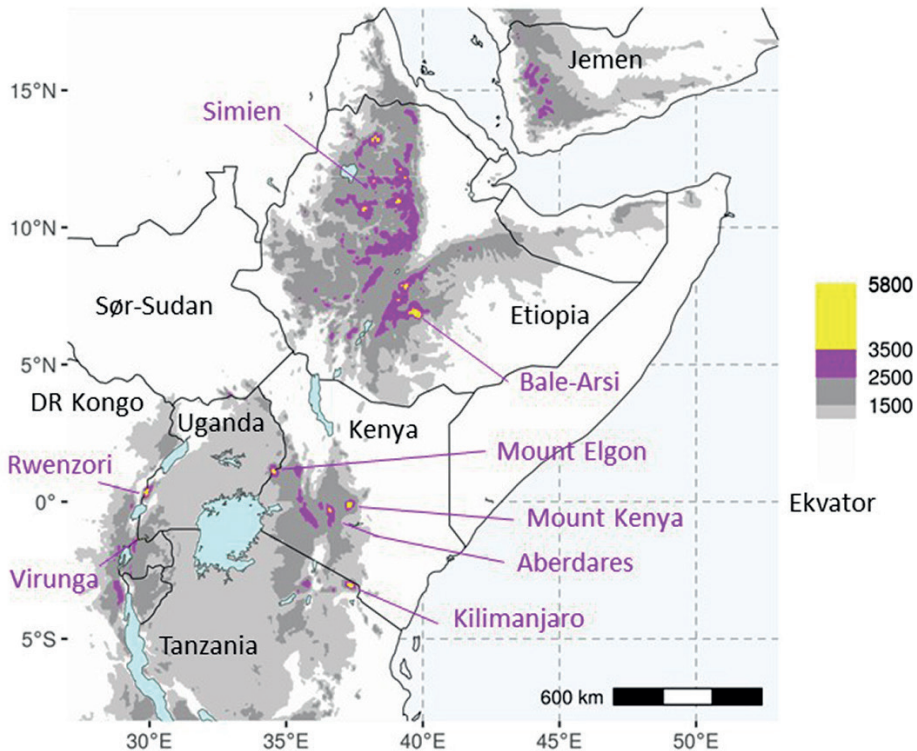 15°N
Jemen
Simien
10°N
5800
Sør-Sudan
Etiopia
3500
2500
1500
5°N
Bale-Arsi
DR Kongo
Uganda
Kenya
Mount Elgon
Rwenzori
0°
Ekvator
Mount Kenya
Aberdares
Virunga
Kilimanjaro
5°S
Tanzania
600 km
30°E
35°E
40°E
45°E
50°E